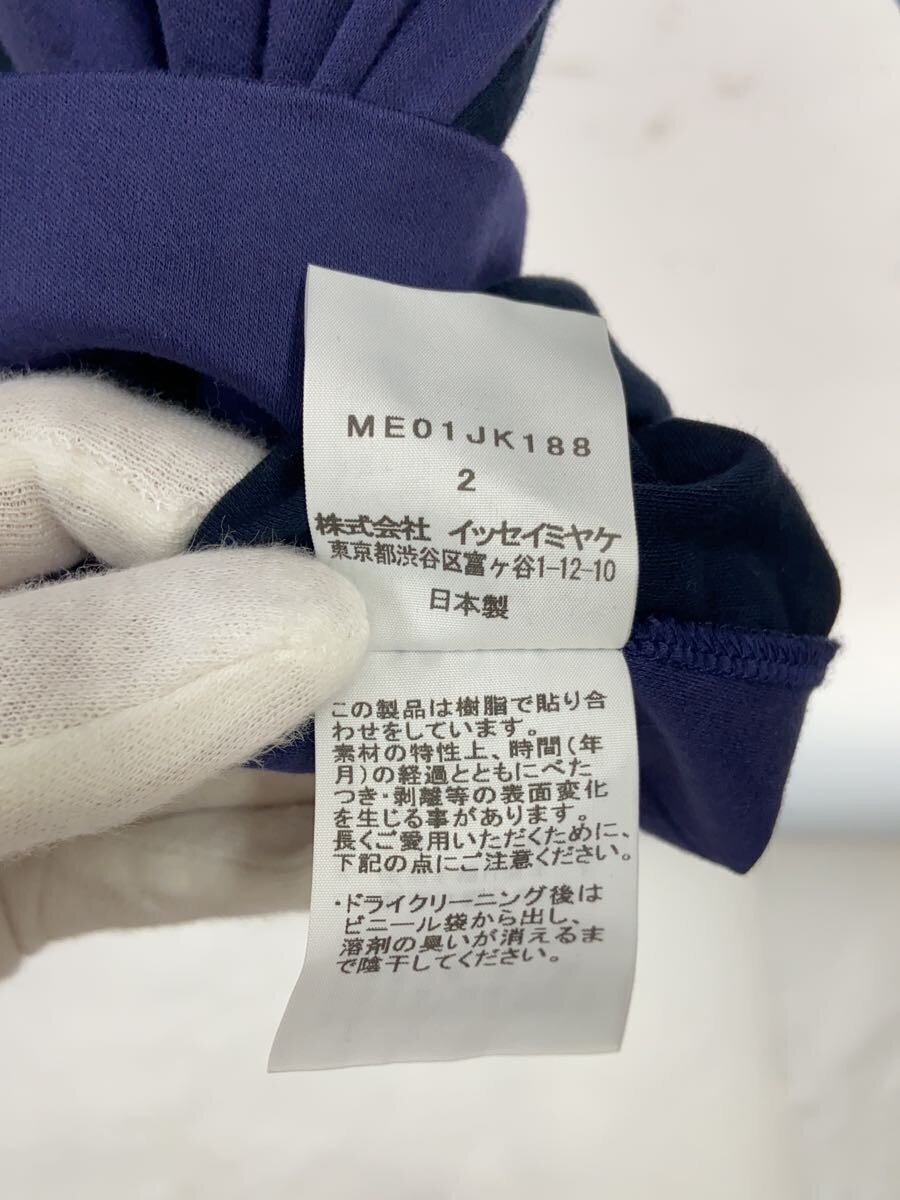 ME01JK188
2
株式会社 イッセイミヤケ
東京都渋谷区富ヶ谷1-12-10
日本製
この製品は樹脂で貼り合
わせをしています。
素材の特性上、時間(年
月)の経過とともにべた
つき・剥離等の表面変化
を生じる事があります。
長くご愛用いただくために、
下記の点にご注意ください。
・ドライクリーニング後は
ビニール袋から出し、
溶剤の臭いが消えるま
で陰干してください。